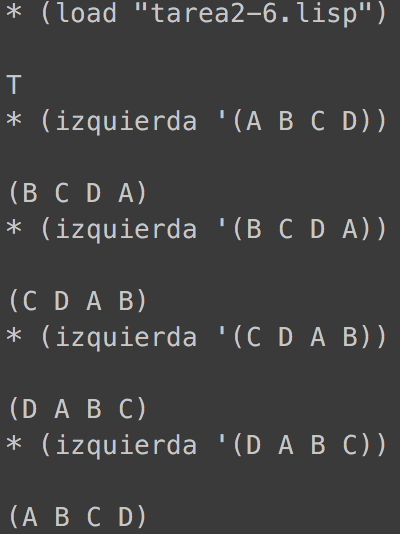 * (load "tarea2-6.lisp")
T
* (izquierda '(A B C D))
(B C D A)
* (izquierda '(B C D A))
(C D A B)
* (izquierda '(C D A B))
(D A B C)
* (izquierda '(D A B C))
(A B C D)